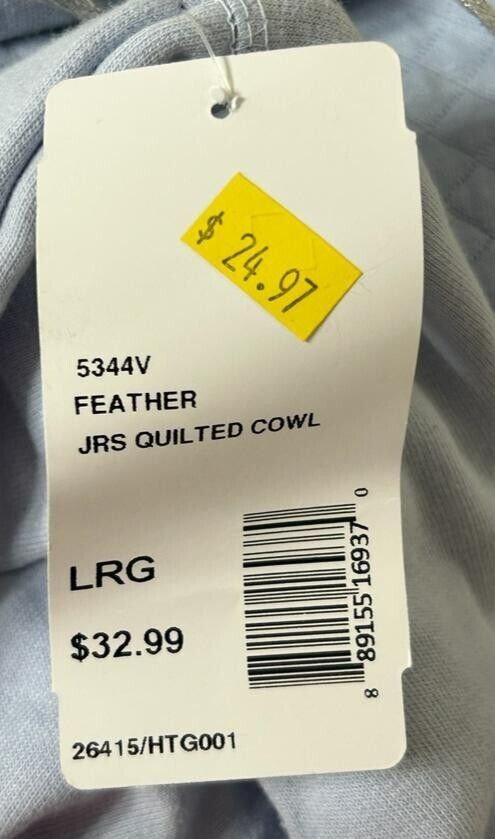 $ 24.97
5344V
FEATHER
JRS QUILTED COWL
LRG
$32.99
8 89155 16937 0
26415/HTG001